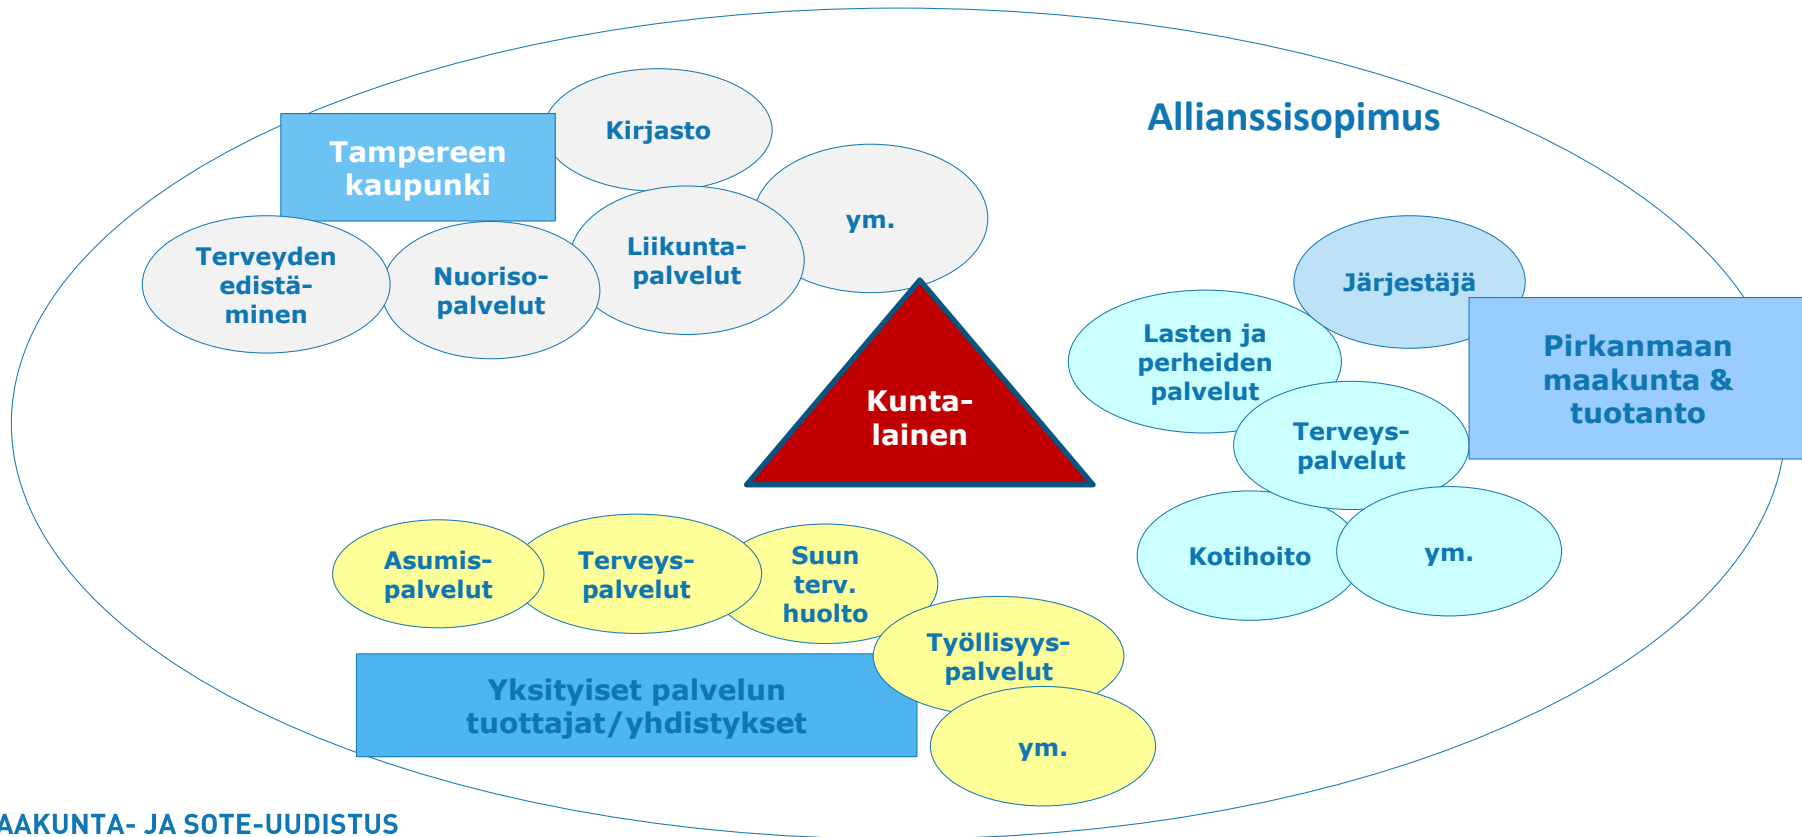 Allianssisopimus
Tampereen
kaupunki
Kirjasto
ym.
Liikunta-
palvelut
Nuoriso-
palvelut
Terveyden
edistä-
minen
Kunta-
lainen
Järjestäjä
Pirkanmaan
maakunta &
tuotanto
Lasten ja
perheiden
palvelut
Terveys-
palvelut
Kotihoito
ym.
Asumis-
palvelut
Terveys-
palvelut
Suun
terv.
huolto
Työllisyys-
palvelut
ym.
Yksityiset palvelun
tuottajat/yhdistykset
AAKUNTA- JA SOTE-UUDISTUS